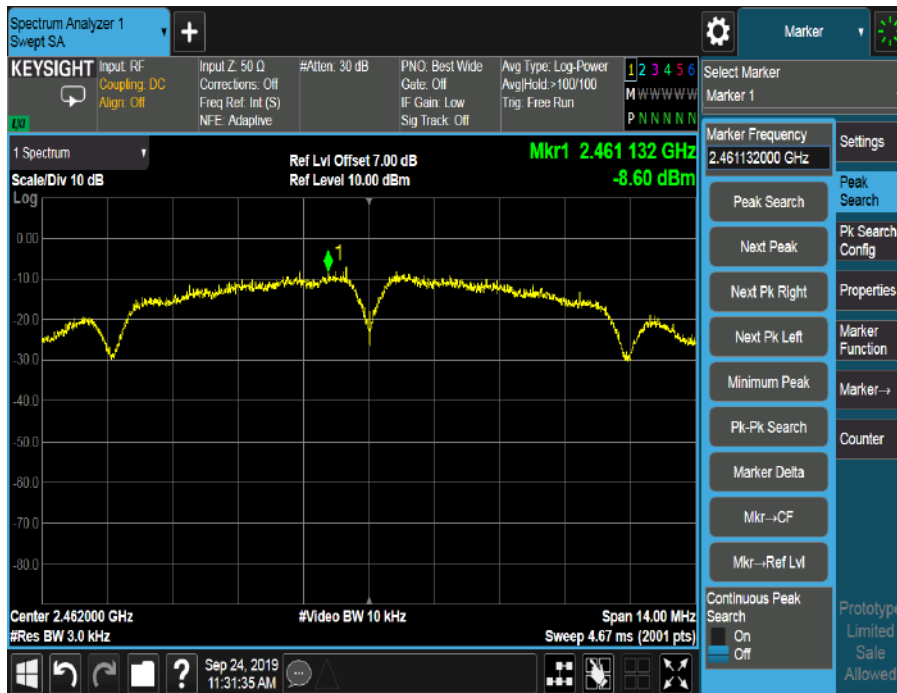 Spectrum Analyzer 1
Swept SA
+
Marker
KEYSIGHT
Input: RF
Coupling: DC
Align: Off
Input Z: 50 Ω
Corrections: Off
Freq Ref: Int (S)
NFE: Adaptive
#Atten: 30 dB
PNO: Best Wide
Gate: Off
IF Gain: Low
Sig Track: Off
Avg Type: Log-Power
Avg|Hold:>100/100
Trig: Free Run
1 2 3 4 5 6
M W W W W W
P N N N N N
LXI
Select Marker
Marker 1
1 Spectrum
Scale/Div 10 dB
Log
Ref Lvl Offset 7.00 dB
Ref Level 10.00 dBm
Mkr1 2.461 132 GHz
-8.60 dBm
1
0.00
-10.0
-20.0
-30.0
-40.0
-50.0
-60.0
-70.0
-80.0
Center 2.462000 GHz
#Res BW 3.0 kHz
#Video BW 10 kHz
Span 14.00 MHz
Sweep 4.67 ms (2001 pts)
Marker Frequency
2.461132000 GHz
Peak Search
Next Peak
Next Pk Right
Next Pk Left
Minimum Peak
Pk-Pk Search
Marker Delta
Mkr→CF
Mkr→Ref Lvl
Continuous Peak
Search
On
Off
Settings
Peak
Search
Pk Search
Config
Properties
Marker
Function
Marker→
Counter
Prototype
Limited
Sale
Allowed
?
Sep 24, 2019
11:31:35 AM